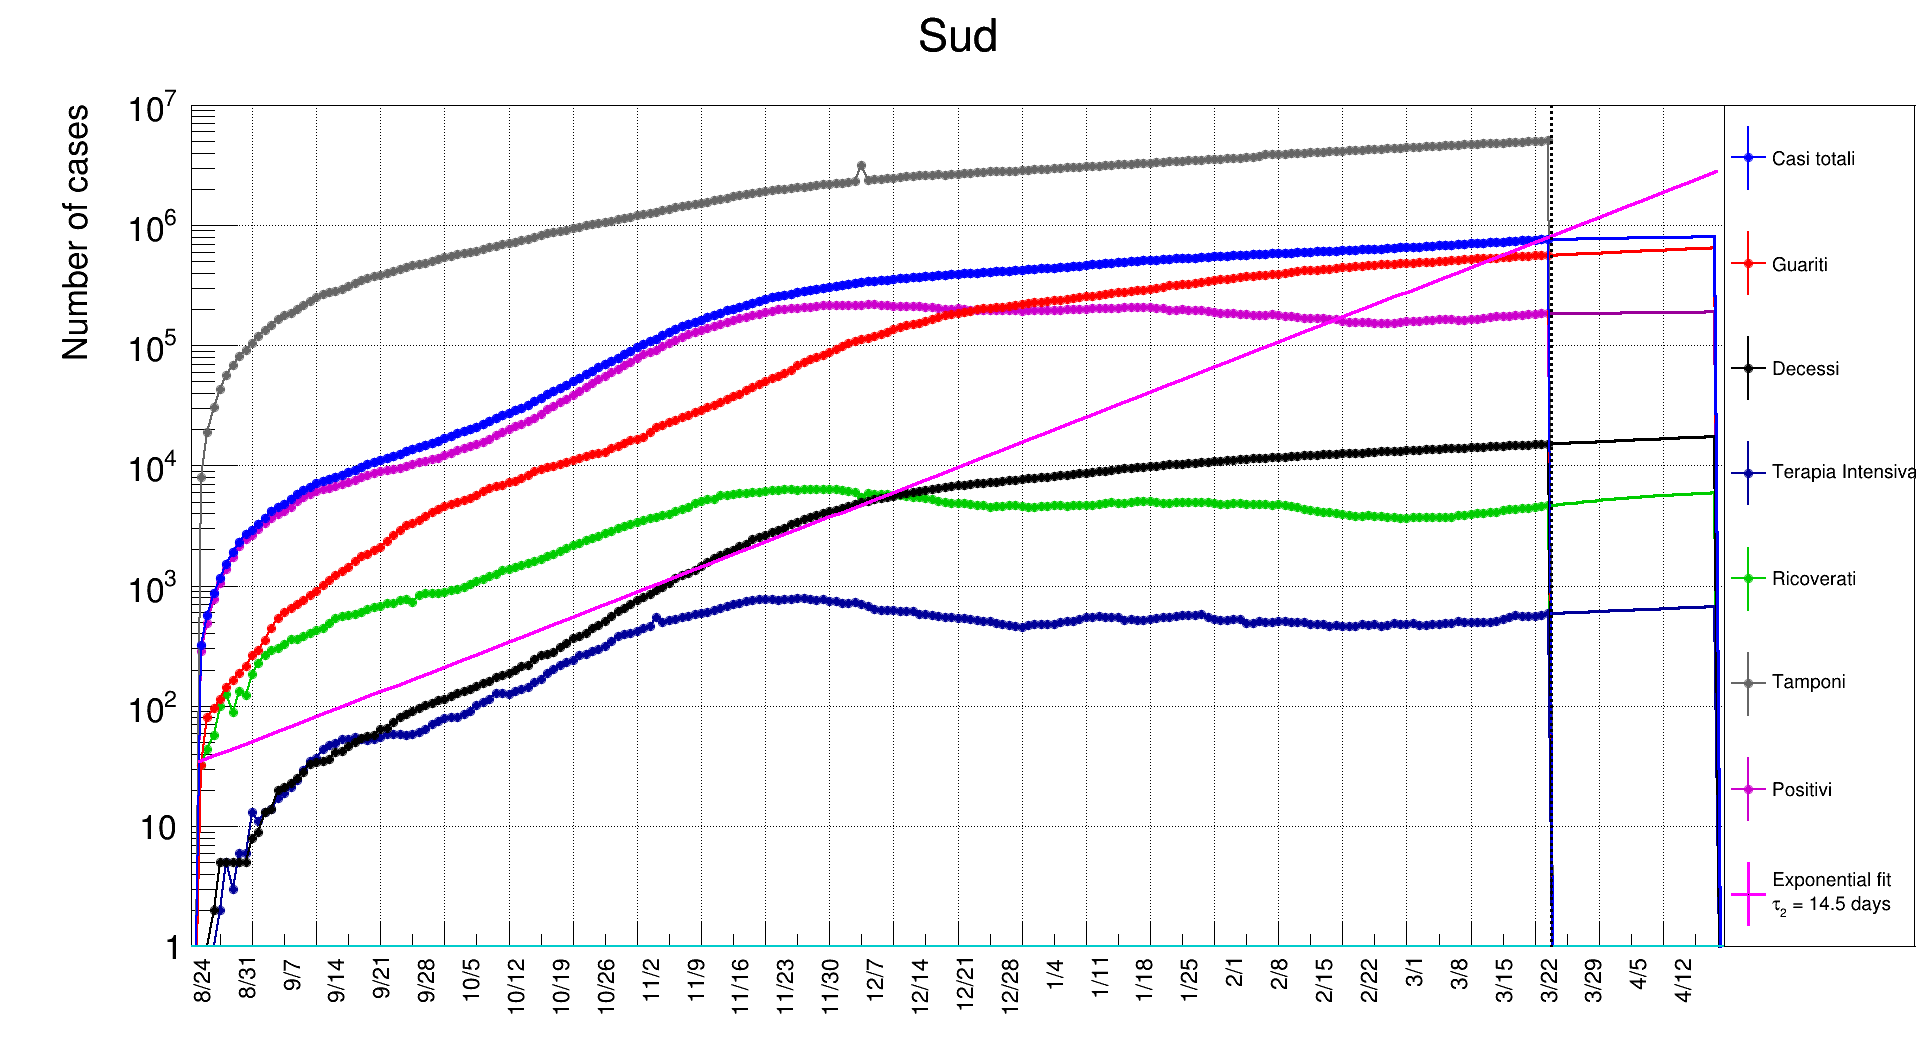 Sud
Number of cases
10^7
10^6
10^5
10^4
10^3
10^2
10
1
8/24 8/31 9/7 9/14 9/21 9/28 10/5 10/12 10/19 10/26 11/2 11/9 11/16 11/23 11/30 12/7 12/14 12/21 12/28 1/4 1/11 1/18 1/25 2/1 2/8 2/15 2/22 3/1 3/8 3/15 3/22 3/29 4/5 4/12
Casi totali
Guariti
Decessi
Terapia Intensiva
Ricoverati
Tamponi
Positivi
Exponential fit
τ₂ = 14.5 days